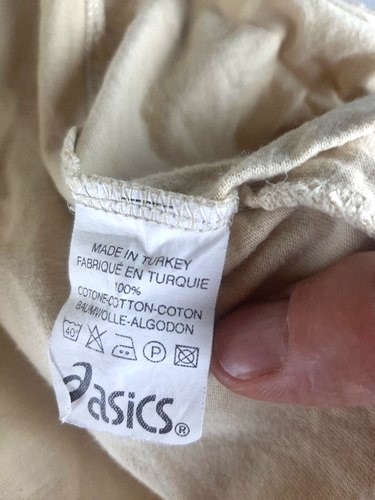 MADE IN TURKEY
FABRIQUÉ EN TURQUIE
100%
COTONE-COTTON-COTON
BAUMWOLLE-ALGODON
40 P
asics®